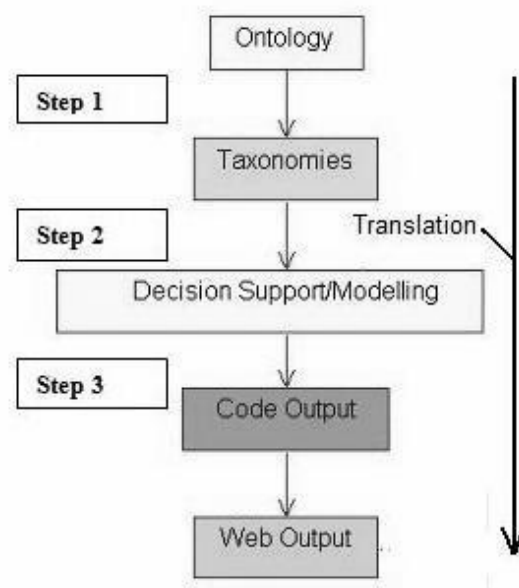 Ontology
Step 1
Taxonomies
Step 2
Translation
Decision Support/Modelling
Step 3
Code Output
Web Output